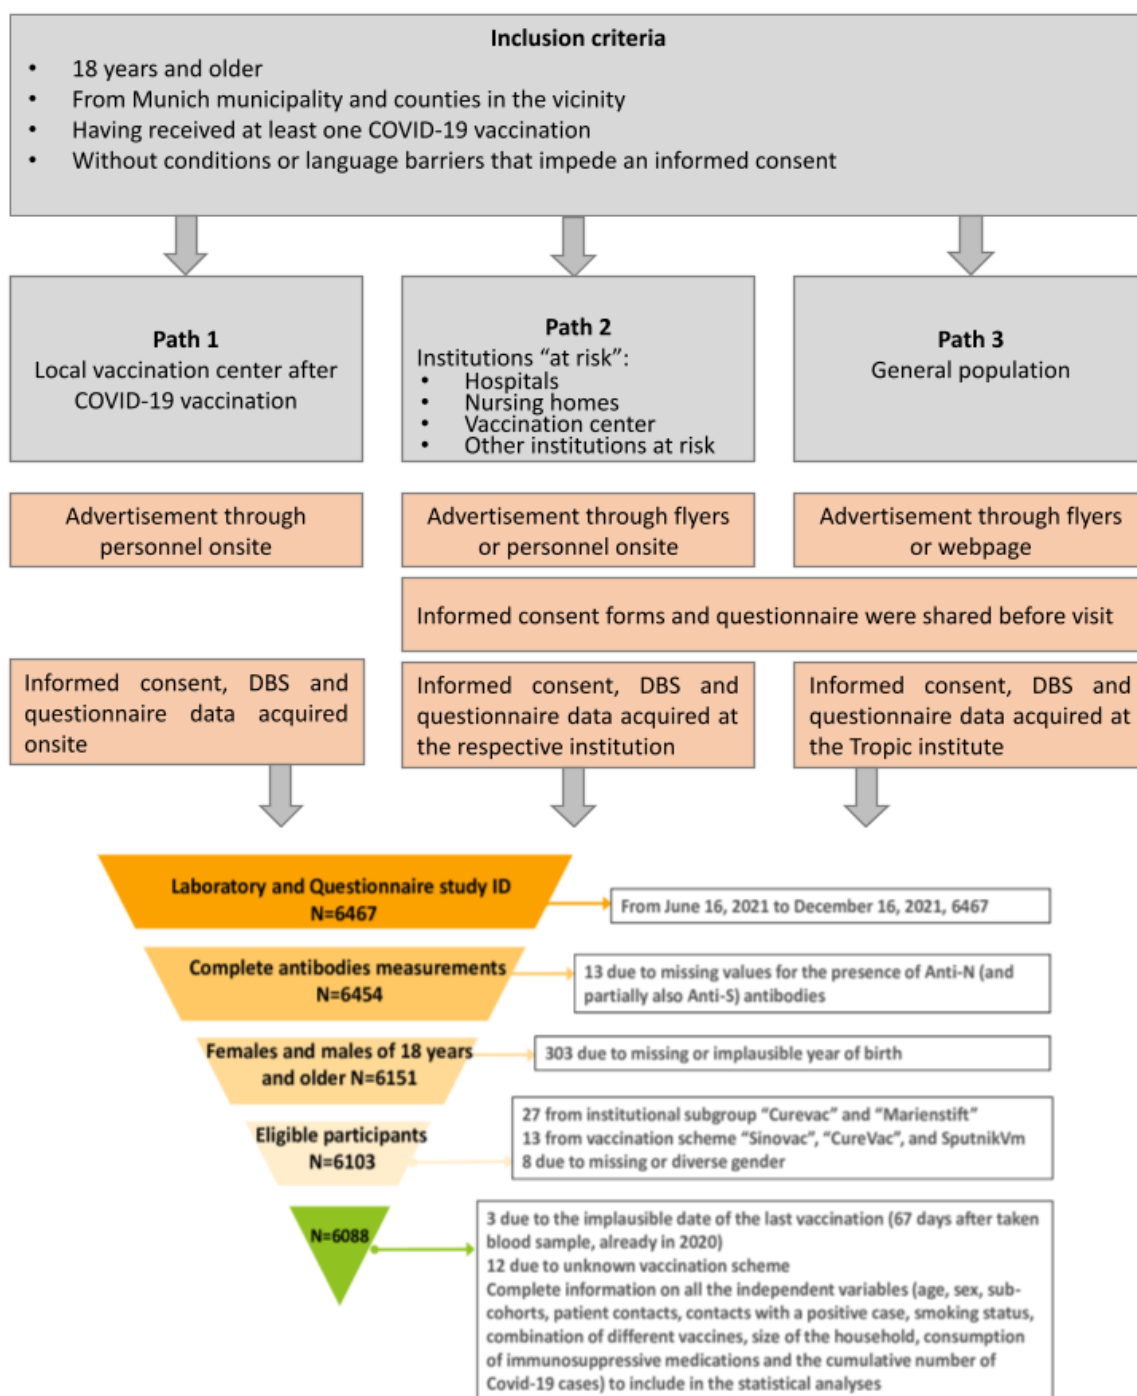 Inclusion criteria
• 18 years and older
• From Munich municipality and counties in the vicinity
• Having received at least one COVID-19 vaccination
• Without conditions or language barriers that impede an informed consent
Path 1
Local vaccination center after
COVID-19 vaccination
Path 2
Institutions “at risk”:
• Hospitals
• Nursing homes
• Vaccination center
• Other institutions at risk
Path 3
General population
Advertisement through
personnel onsite
Advertisement through flyers
or personnel onsite
Advertisement through flyers
or webpage
Informed consent forms and questionnaire were shared before visit
Informed consent, DBS and
questionnaire data acquired
onsite
Informed consent, DBS and
questionnaire data acquired at
the respective institution
Informed consent, DBS and
questionnaire data acquired at
the Tropic institute
Laboratory and Questionnaire study ID
N=6467
From June 16, 2021 to December 16, 2021, 6467
Complete antibodies measurements
N=6454
13 due to missing values for the presence of Anti-N (and
partially also Anti-S) antibodies
Females and males of 18 years
and older N=6151
303 due to missing or implausible year of birth
Eligible participants
N=6103
27 from institutional subgroup “Curevac” and “Marienstift”
13 from vaccination scheme “Sinovac”, “CureVac”, and SputnikVm
8 due to missing or diverse gender
N=6088
3 due to the implausible date of the last vaccination (67 days after taken
blood sample, already in 2020)
12 due to unknown vaccination scheme
Complete information on all the independent variables (age, sex, sub-
cohorts, patient contacts, contacts with a positive case, smoking status,
combination of different vaccines, size of the household, consumption
of immunosuppressive medications and the cumulative number of
Covid-19 cases) to include in the statistical analyses